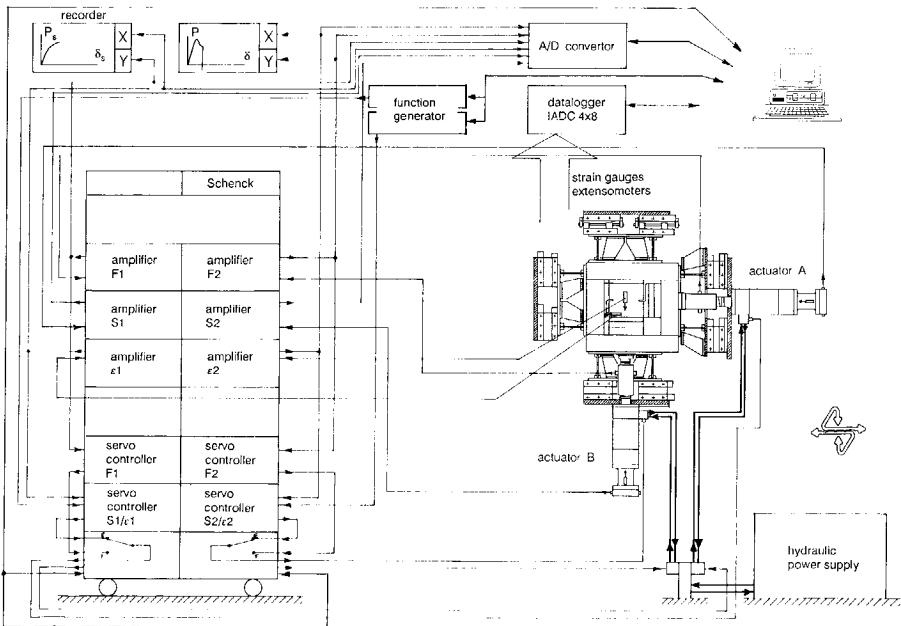 recorder
P_s
δ_s
X
Y
P
δ
X
Y
A/D convertor
function
generator
datalogger
IADC 4x8
strain gauges
extensometers
Schenck
amplifier
F1
amplifier
F2
amplifier
S1
amplifier
S2
amplifier
ε1
amplifier
ε2
servo
controller
F1
servo
controller
F2
servo
controller
S1/ε1
servo
controller
S2/ε2
actuator A
actuator B
hydraulic
power supply